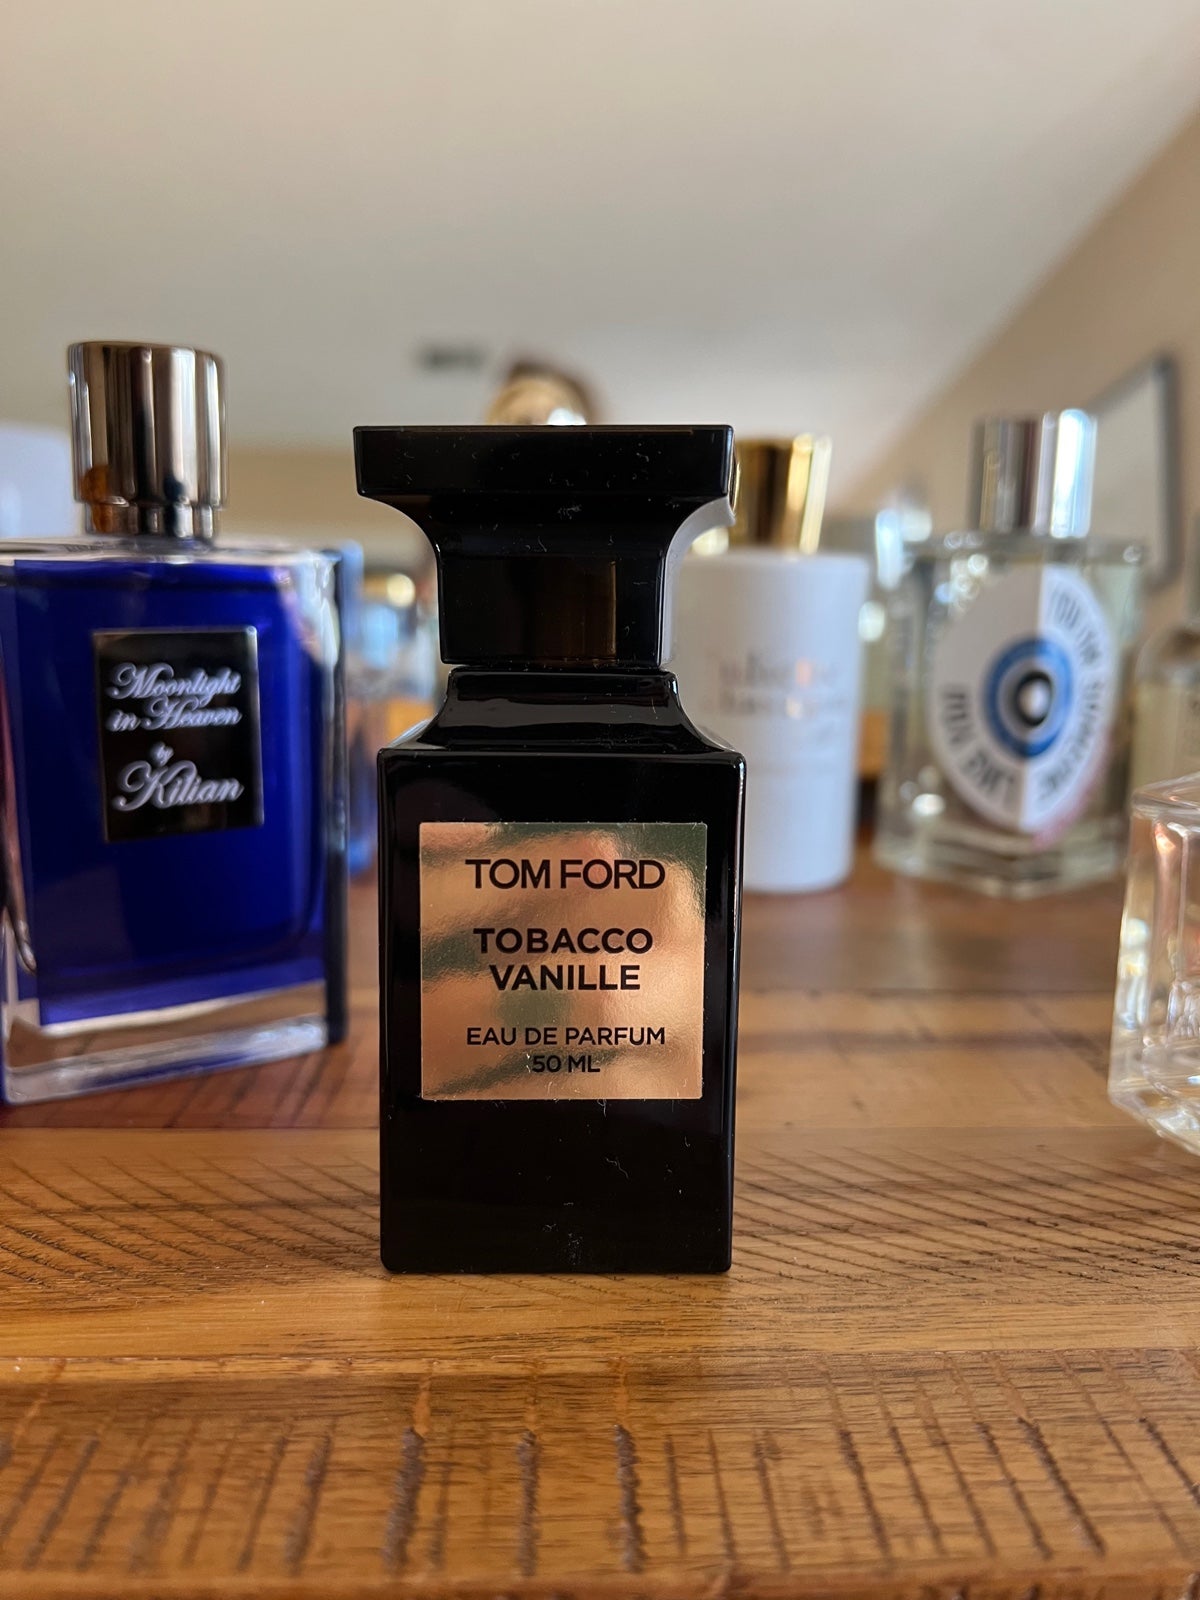 Moonlight
in Heaven
by
Kilian
TOM FORD
TOBACCO
VANILLE
EAU DE PARFUM
50 ML